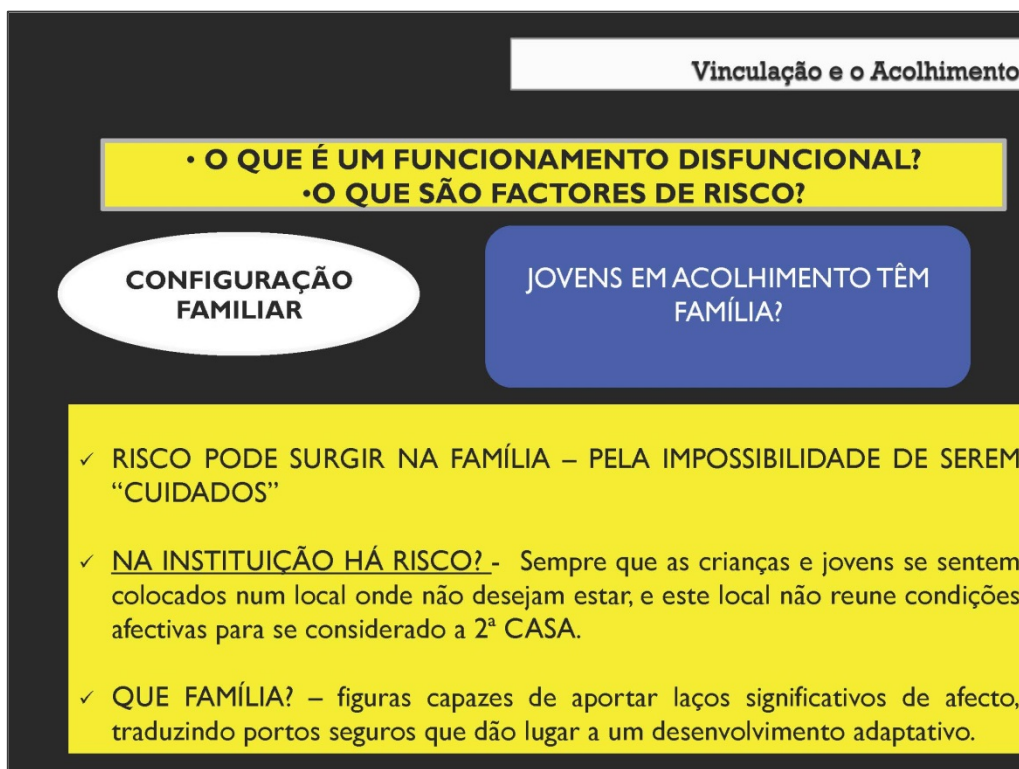 Vinculação e o Acolhimento
• O QUE É UM FUNCIONAMENTO DISFUNCIONAL?
•O QUE SÃO FACTORES DE RISCO?
CONFIGURAÇÃO
FAMILIAR
JOVENS EM ACOLHIMENTO TÊM
FAMÍLIA?
✓ RISCO PODE SURGIR NA FAMÍLIA – PELA IMPOSSIBILIDADE DE SEREM
“CUIDADOS”
✓ NA INSTITUIÇÃO HÁ RISCO? - Sempre que as crianças e jovens se sentem
colocados num local onde não desejam estar, e este local não reune condições
afectivas para se considerado a 2ª CASA.
✓ QUE FAMÍLIA? – figuras capazes de aportar laços significativos de afecto,
traduzindo portos seguros que dão lugar a um desenvolvimento adaptativo.